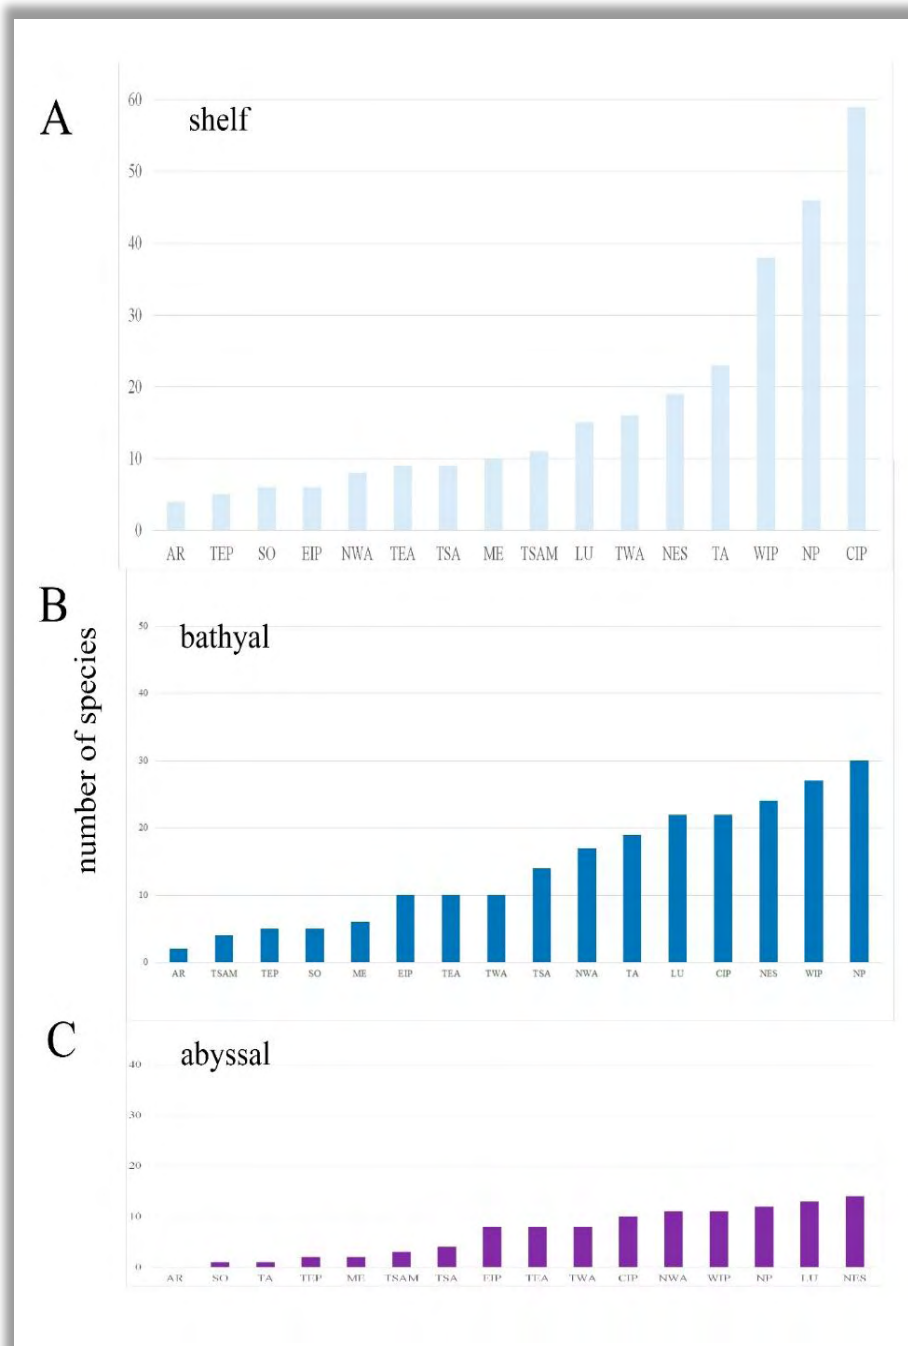 A
shelf
60
50
40
30
20
10
0
AR TEP SO EIP NWA TEA TSA ME TSAM LU TWA NES TA WIP NP CIP
B
bathyal
number of species
50
40
30
20
10
0
AR TSAM TEP SO ME EIP TEA TWA TSA NWA TA LU CIP NES WIP NP
C
abyssal
40
30
20
10
0
AR SO TA TEP ME TSAM TSA EIP TEA TWA CIP NWA WIP NP LU NES